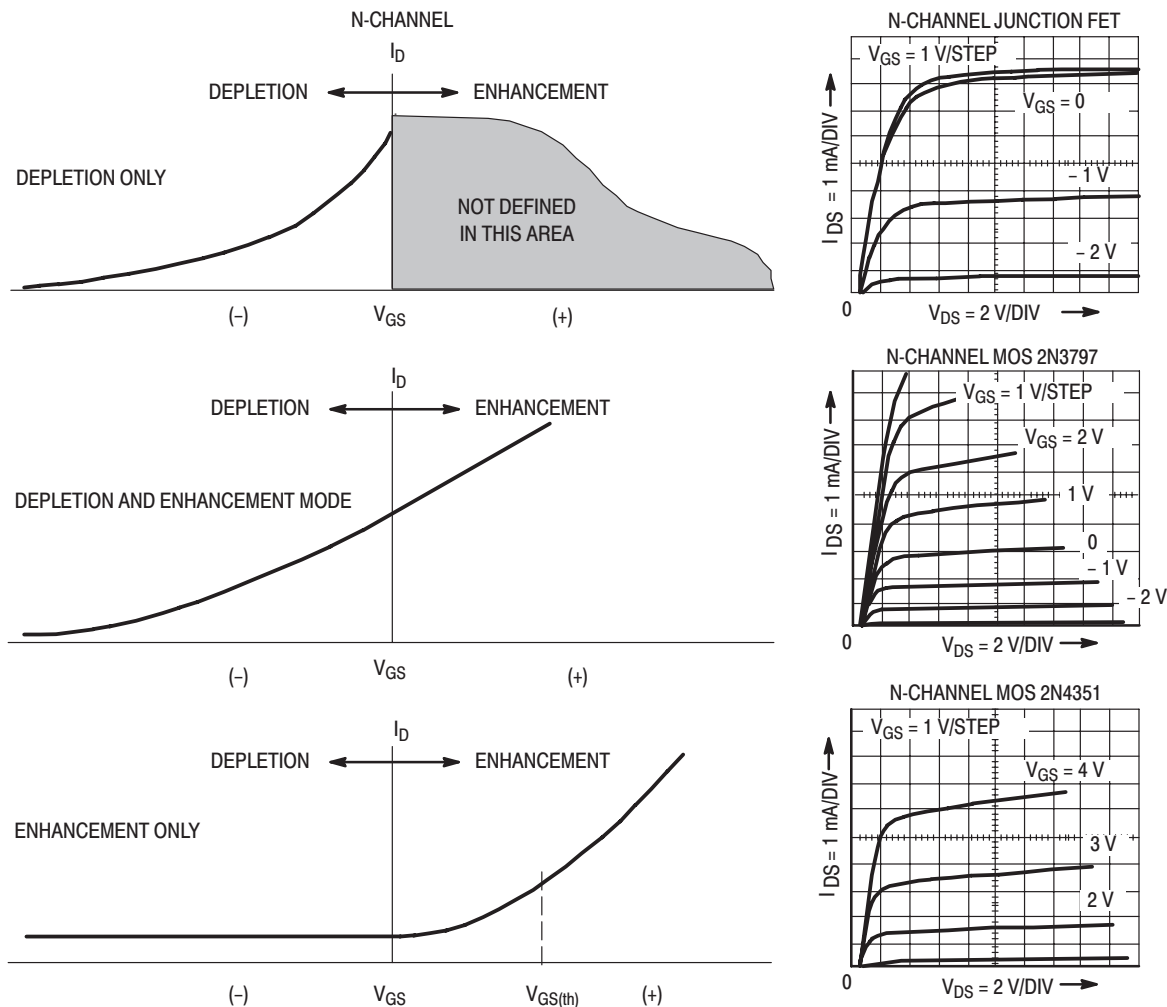 N-CHANNEL
I_D
DEPLETION
ENHANCEMENT
DEPLETION ONLY
NOT DEFINED
IN THIS AREA
(–)
V_GS
(+)
N-CHANNEL JUNCTION FET
V_GS = 1 V/STEP
V_GS = 0
– 1 V
– 2 V
I_DS = 1 mA/DIV
0
V_DS = 2 V/DIV
I_D
DEPLETION
ENHANCEMENT
DEPLETION AND ENHANCEMENT MODE
(–)
V_GS
(+)
N-CHANNEL MOS 2N3797
V_GS = 1 V/STEP
V_GS = 2 V
1 V
0
– 1 V
– 2 V
I_DS = 1 mA/DIV
0
V_DS = 2 V/DIV
I_D
DEPLETION
ENHANCEMENT
ENHANCEMENT ONLY
(–)
V_GS
V_GS(th)
(+)
N-CHANNEL MOS 2N4351
V_GS = 1 V/STEP
V_GS = 4 V
3 V
2 V
I_DS = 1 mA/DIV
0
V_DS = 2 V/DIV